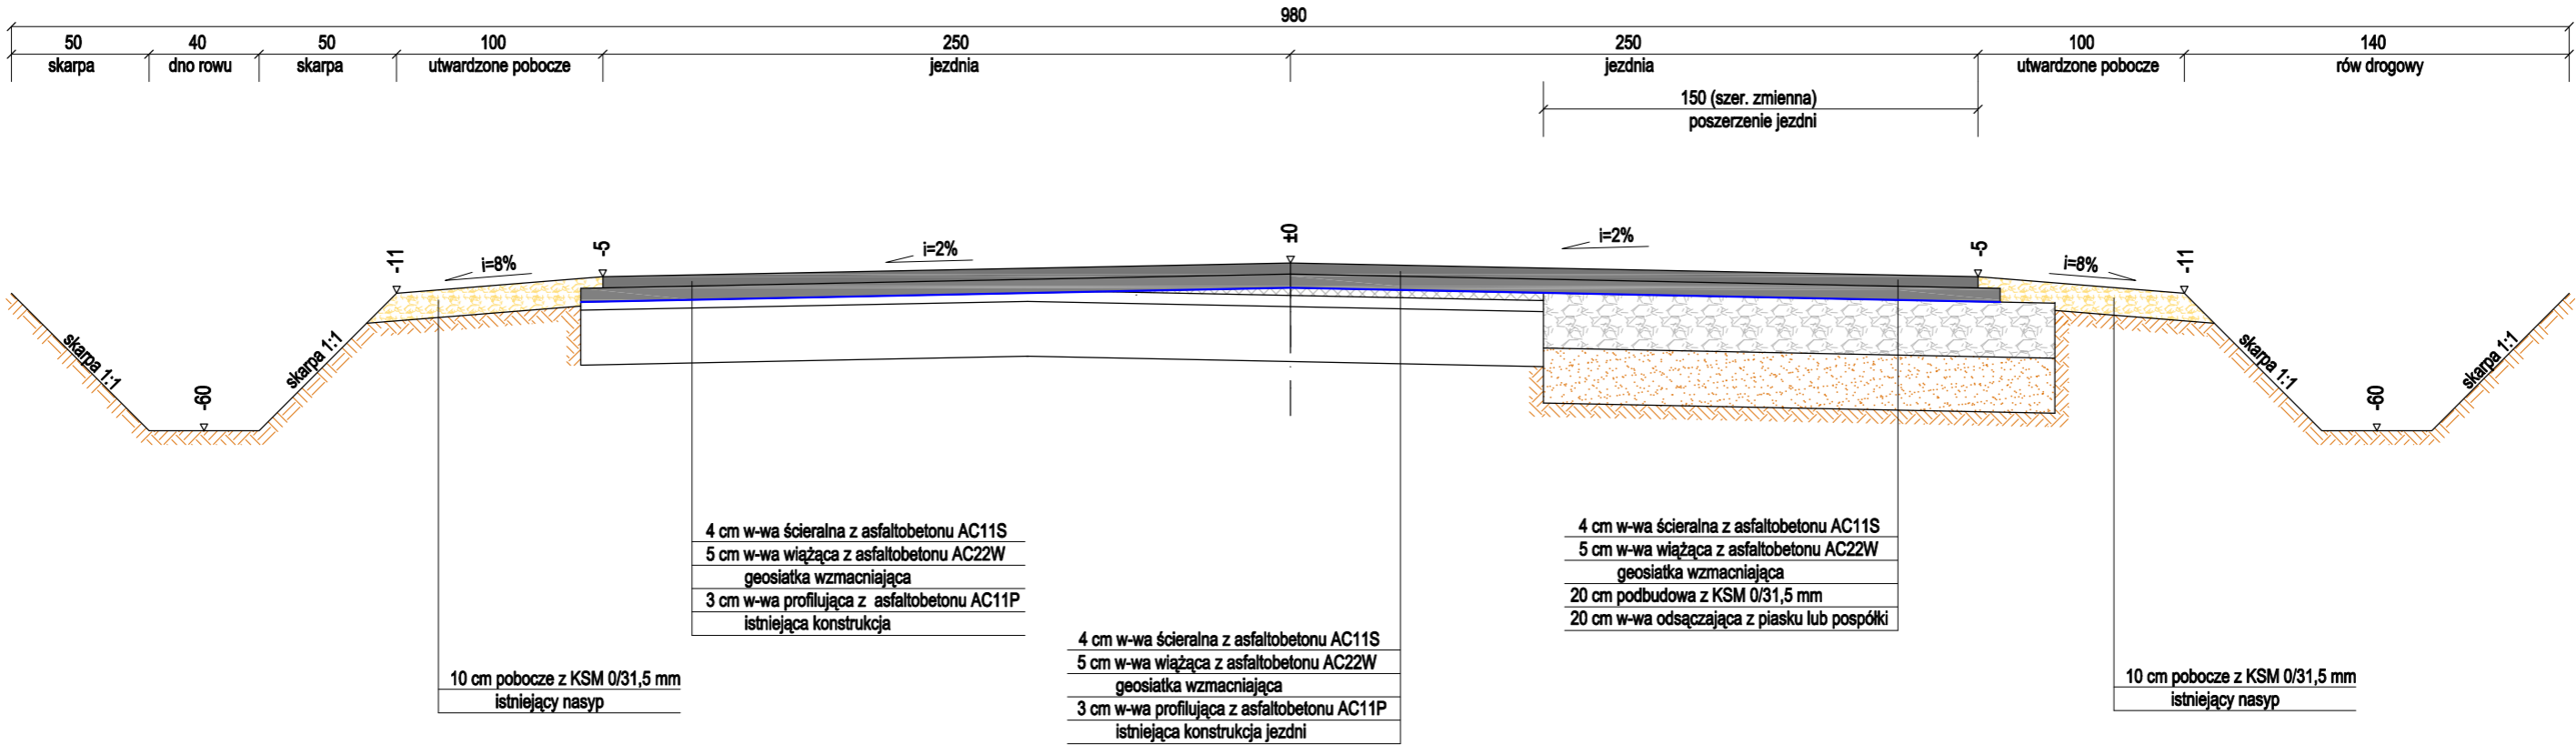 980
50
40
50
100
250
250
100
140
skarpa
dno rowu
skarpa
utwardzone pobocze
jezdnia
jezdnia
utwardzone pobocze
rów drogowy
150 (szer. zmienna)
poszerzenie jezdni
-11
i=8%
-5
i=2%
±0
i=2%
-5
i=8%
-11
skarpa 1:1
-60
skarpa 1:1
skarpa 1:1
-60
skarpa 1:1
4 cm w-wa ścieralna z asfaltobetonu AC11S
5 cm w-wa wiążąca z asfaltobetonu AC22W
geosiatka wzmacniająca
3 cm w-wa profilująca z asfaltobetonu AC11P
istniejąca konstrukcja
4 cm w-wa ścieralna z asfaltobetonu AC11S
5 cm w-wa wiążąca z asfaltobetonu AC22W
geosiatka wzmacniająca
20 cm podbudowa z KSM 0/31,5 mm
20 cm w-wa odsączająca z piasku lub pospółki
4 cm w-wa ścieralna z asfaltobetonu AC11S
5 cm w-wa wiążąca z asfaltobetonu AC22W
geosiatka wzmacniająca
3 cm w-wa profilująca z asfaltobetonu AC11P
istniejąca konstrukcja jezdni
10 cm pobocze z KSM 0/31,5 mm
istniejący nasyp
10 cm pobocze z KSM 0/31,5 mm
istniejący nasyp